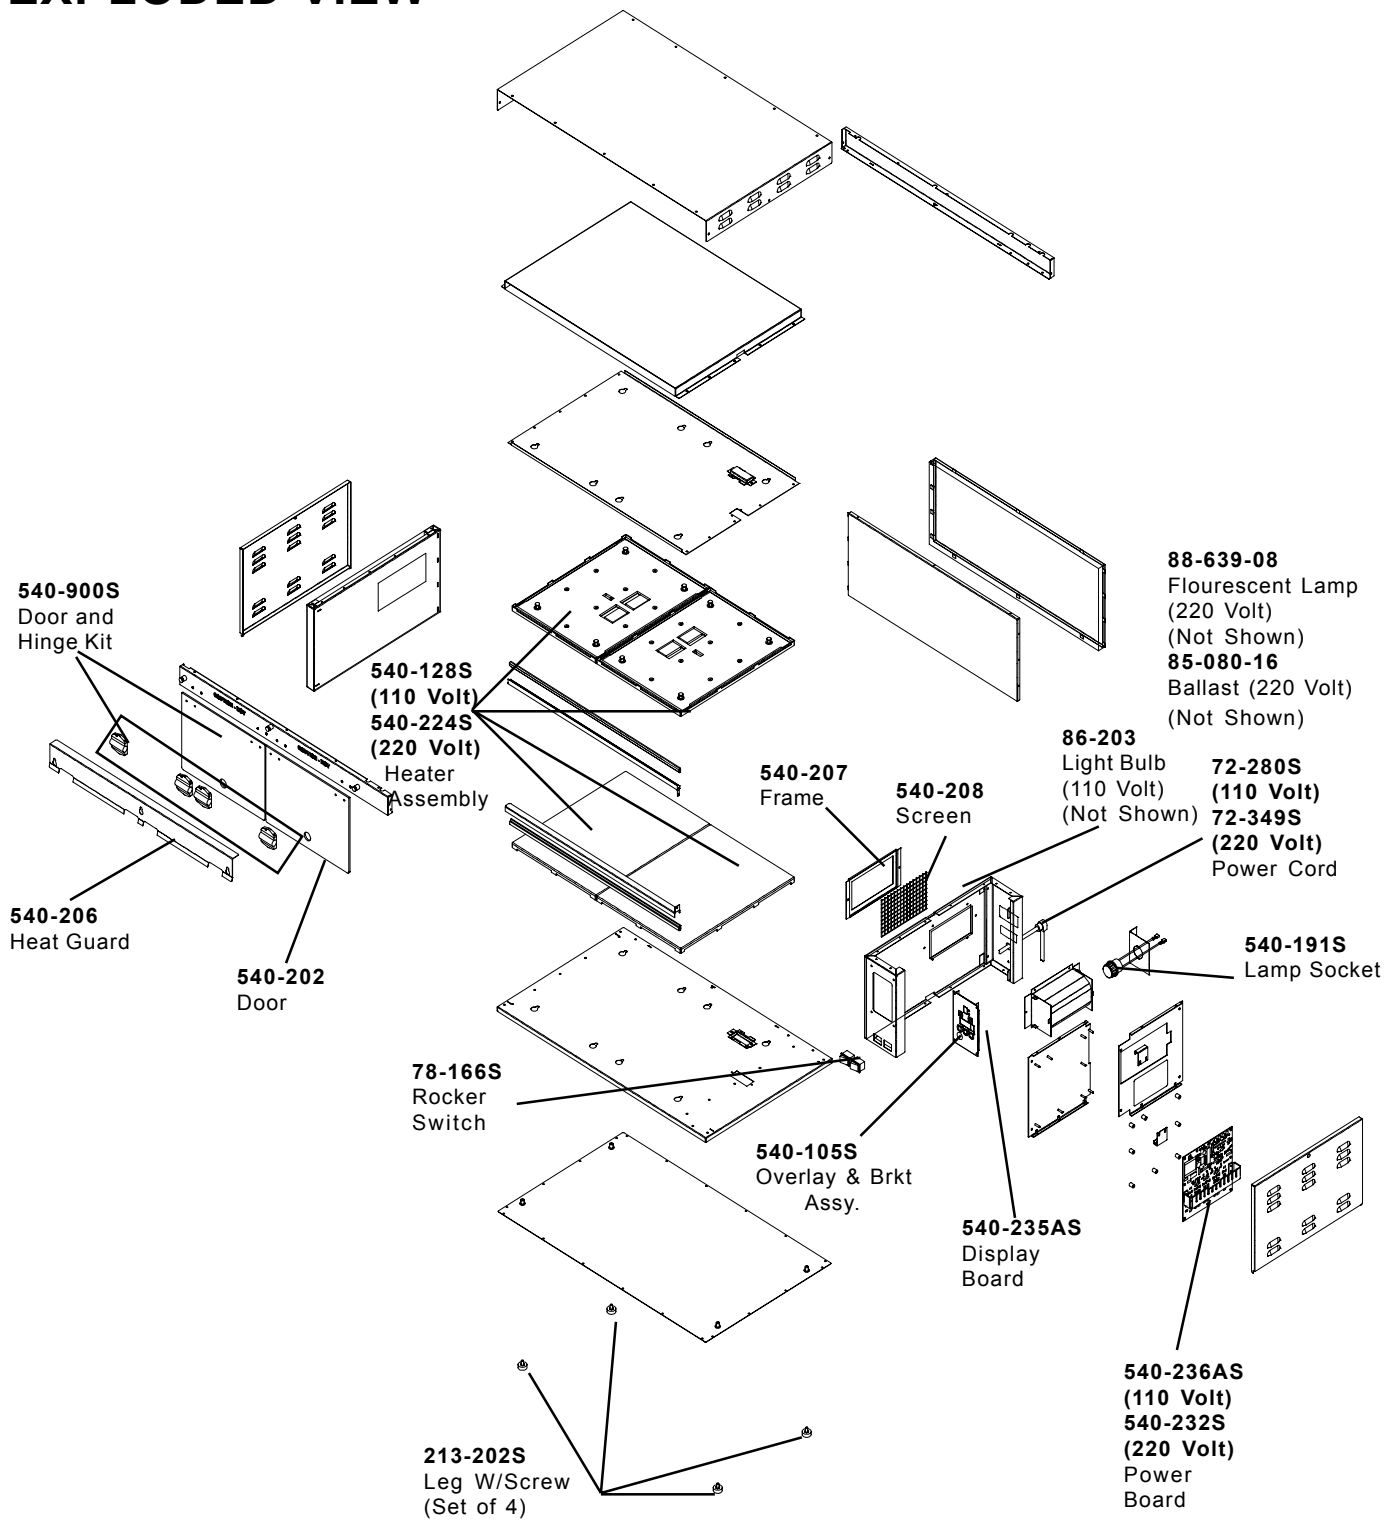 EXPLODED VIEW
88-639-08
Flourescent Lamp
(220 Volt)
(Not Shown)
85-080-16
Ballast (220 Volt)
(Not Shown)
540-900S
Door and
Hinge Kit
540-128S
(110 Volt)
540-224S
(220 Volt)
Heater
Assembly
86-203
Light Bulb
(110 Volt)
(Not Shown)
72-280S
(110 Volt)
72-349S
(220 Volt)
Power Cord
540-207
Frame
540-208
Screen
540-206
Heat Guard
540-202
Door
540-191S
Lamp Socket
78-166S
Rocker
Switch
540-105S
Overlay & Brkt
Assy.
540-235AS
Display
Board
540-236AS
(110 Volt)
540-232S
(220 Volt)
Power
Board
213-202S
Leg W/Screw
(Set of 4)